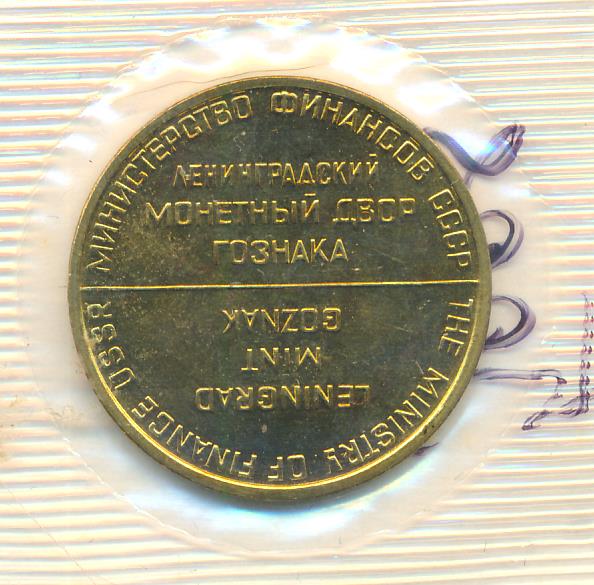 МИНИСТЕРСТВО ФИНАНСОВ СССР
ЛЕНИНГРАДСКИЙ
МОНЕТНЫЙ ДВОР
ГОЗНАКА
THE MINISTRY OF FINANCE USSR
LENINGRAD
MINT
GOZNAK